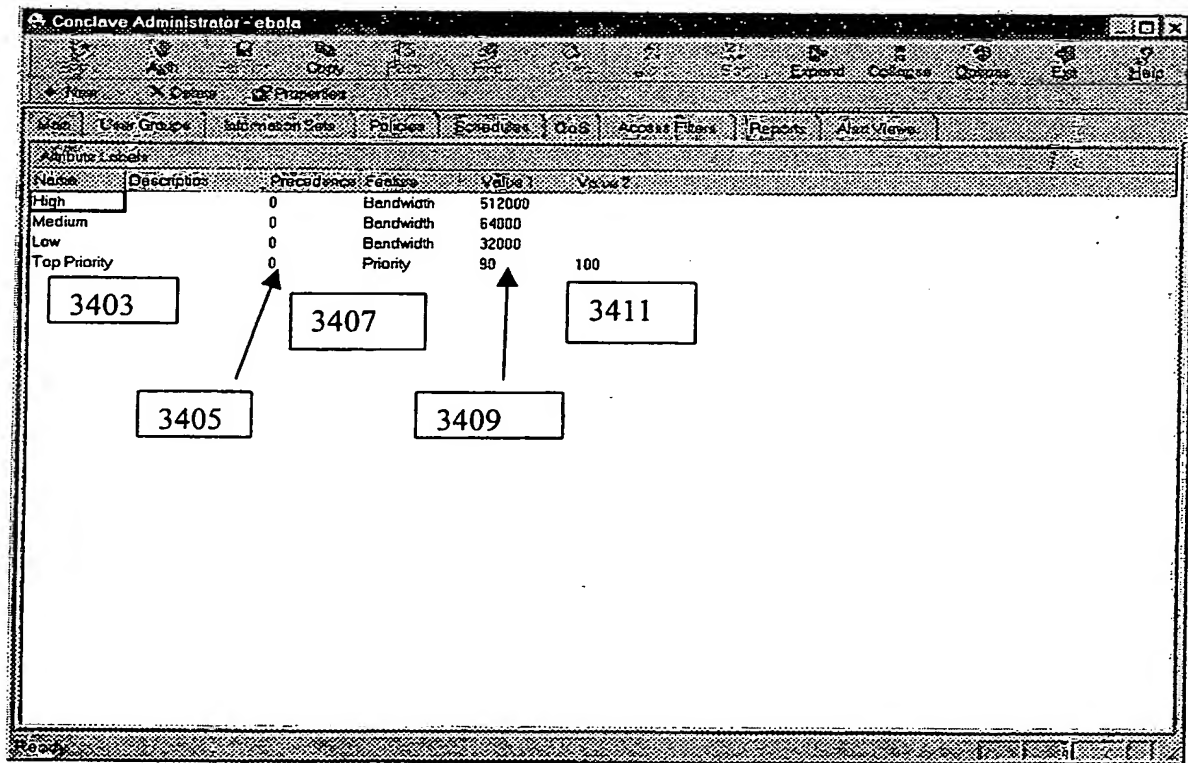 Conclave Administrator - ebola
Auth Copy Expand Collapse Options Exit Help
New Delete Properties
Main User Groups Information Sets Policies Schedules QoS Access Filters Reports Alert Viewer
Attribute Labels
Name Description Precedence Feature Value 1 Value 2
High 0 Bandwidth 512000
Medium 0 Bandwidth 64000
Low 0 Bandwidth 32000
Top Priority 0 Priority 90 100
3403
3407
3411
3405
3409
Ready